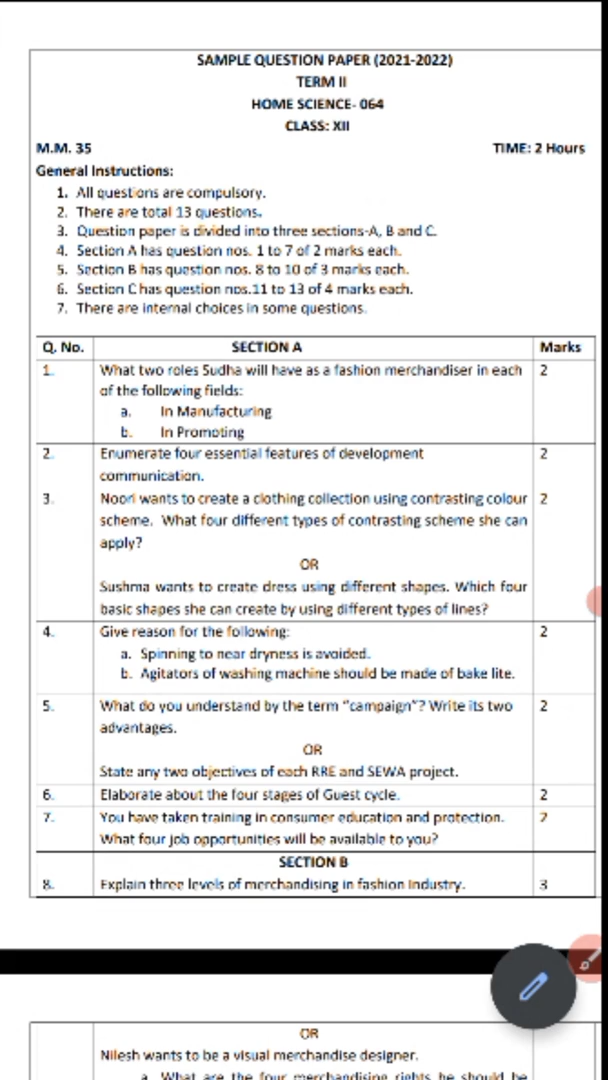 SAMPLE QUESTION PAPER (2021-2022)
TERM II
HOME SCIENCE- 064
CLASS: XII
M.M. 35 TIME: 2 Hours
General Instructions:
1. All questions are compulsory.
2. There are total 13 questions.
3. Question paper is divided into three sections-A, B and C.
4. Section A has question nos. 1 to 7 of 2 marks each.
5. Section B has question nos. 8 to 10 of 3 marks each.
6. Section C has question nos.11 to 13 of 4 marks each.
7. There are internal choices in some questions.
Q. No. SECTION A Marks
1. What two roles Sudha will have as a fashion merchandiser in each 2
of the following fields:
a. In Manufacturing
b. In Promoting
2. Enumerate four essential features of development 2
communication.
3. Noori wants to create a clothing collection using contrasting colour 2
scheme. What four different types of contrasting scheme she can
apply?
OR
Sushma wants to create dress using different shapes. Which four
basic shapes she can create by using different types of lines?
4. Give reason for the following: 2
a. Spinning to near dryness is avoided.
b. Agitators of washing machine should be made of bake lite.
5. What do you understand by the term "campaign"? Write its two 2
advantages.
OR
State any two objectives of each RRE and SEWA project.
6. Elaborate about the four stages of Guest cycle. 2
7. You have taken training in consumer education and protection. 2
What four job opportunities will be available to you?
SECTION B
8. Explain three levels of merchandising in fashion Industry. 3
OR
Nilesh wants to be a visual merchandise designer.
a. What are the four merchandising rights he should be